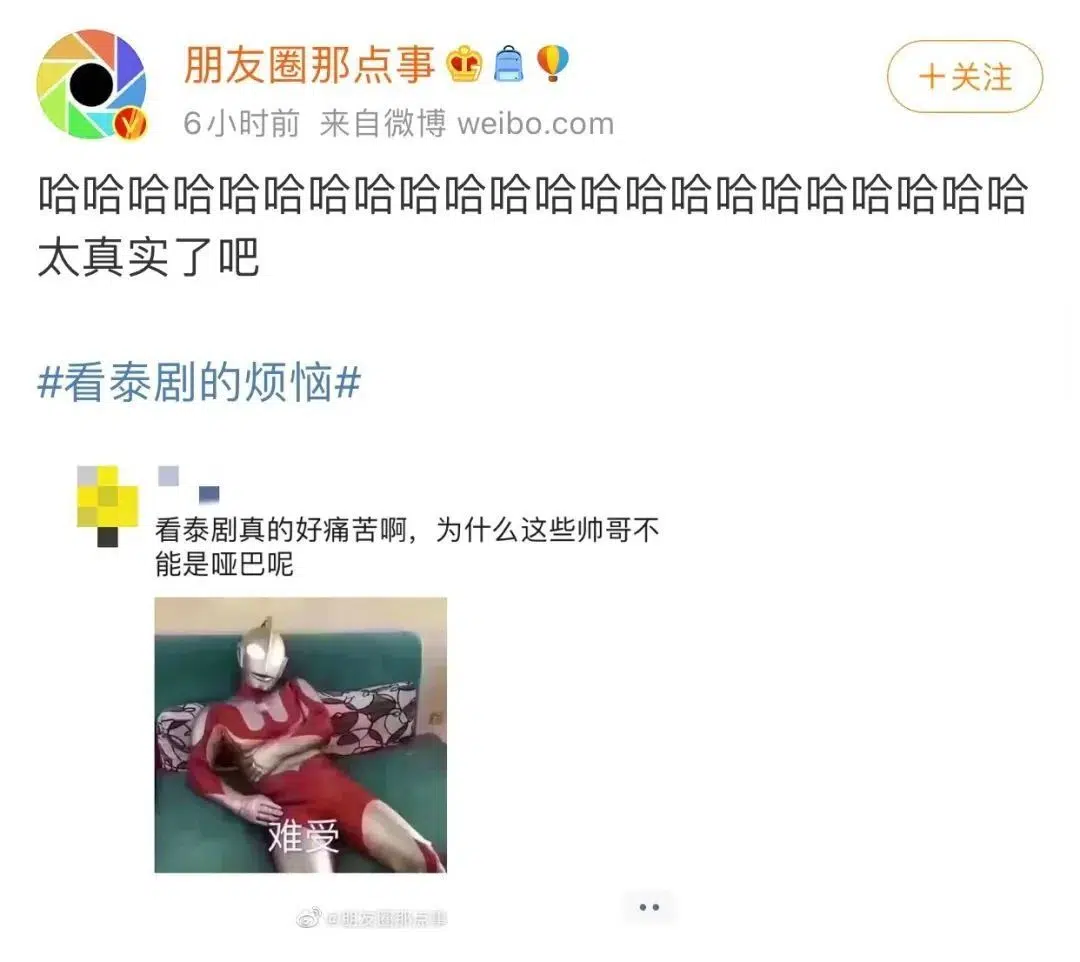 朋友圈那点事
+关注
6小时前 来自微博 weibo.com
哈哈哈哈哈哈哈哈哈哈哈哈哈哈哈哈哈哈哈哈哈哈
太真实了吧
#看泰剧的烦恼#
看泰剧真的好痛苦啊，为什么这些帅哥不
能是哑巴呢
难受
@朋友圈那点事